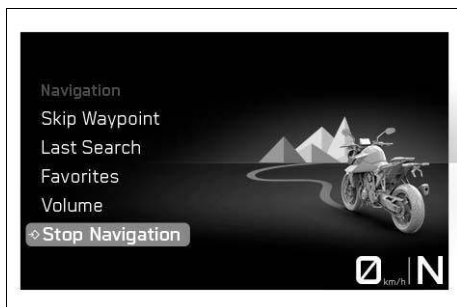 Navigation
Skip Waypoint
Last Search
Favorites
Volume
Stop Navigation
0 km/h N